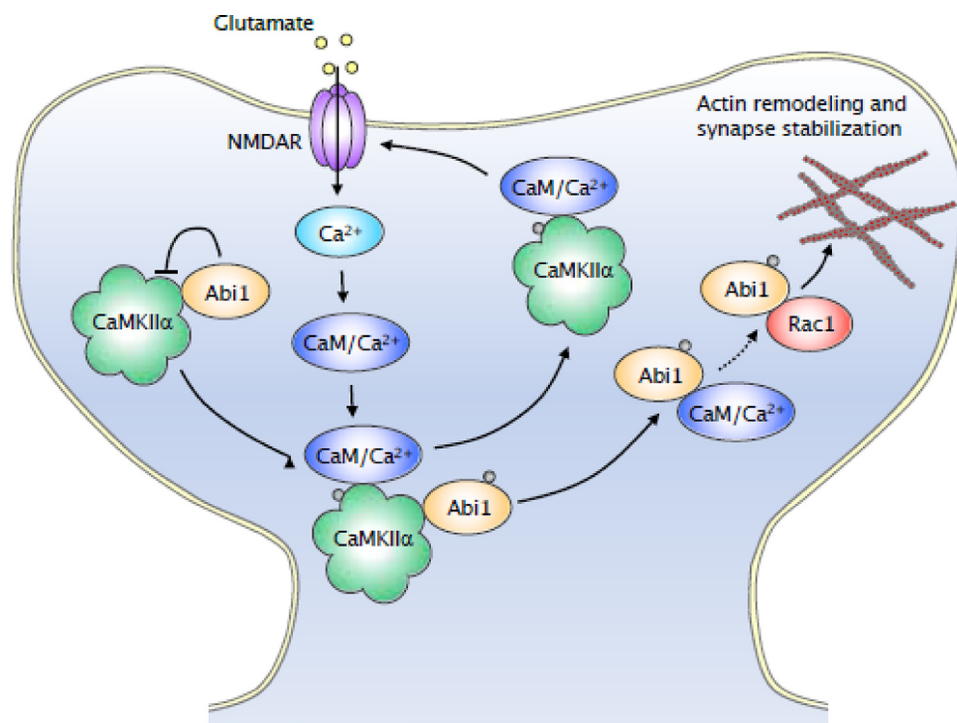 Glutamate
NMDAR
Actin remodeling and
synapse stabilization
CaM/Ca²⁺
CaMKIIα
Ca²⁺
Abi1
CaMKIIα
CaM/Ca²⁺
Abi1
Rac1
Abi1
CaM/Ca²⁺
CaM/Ca²⁺
CaMKIIα
Abi1